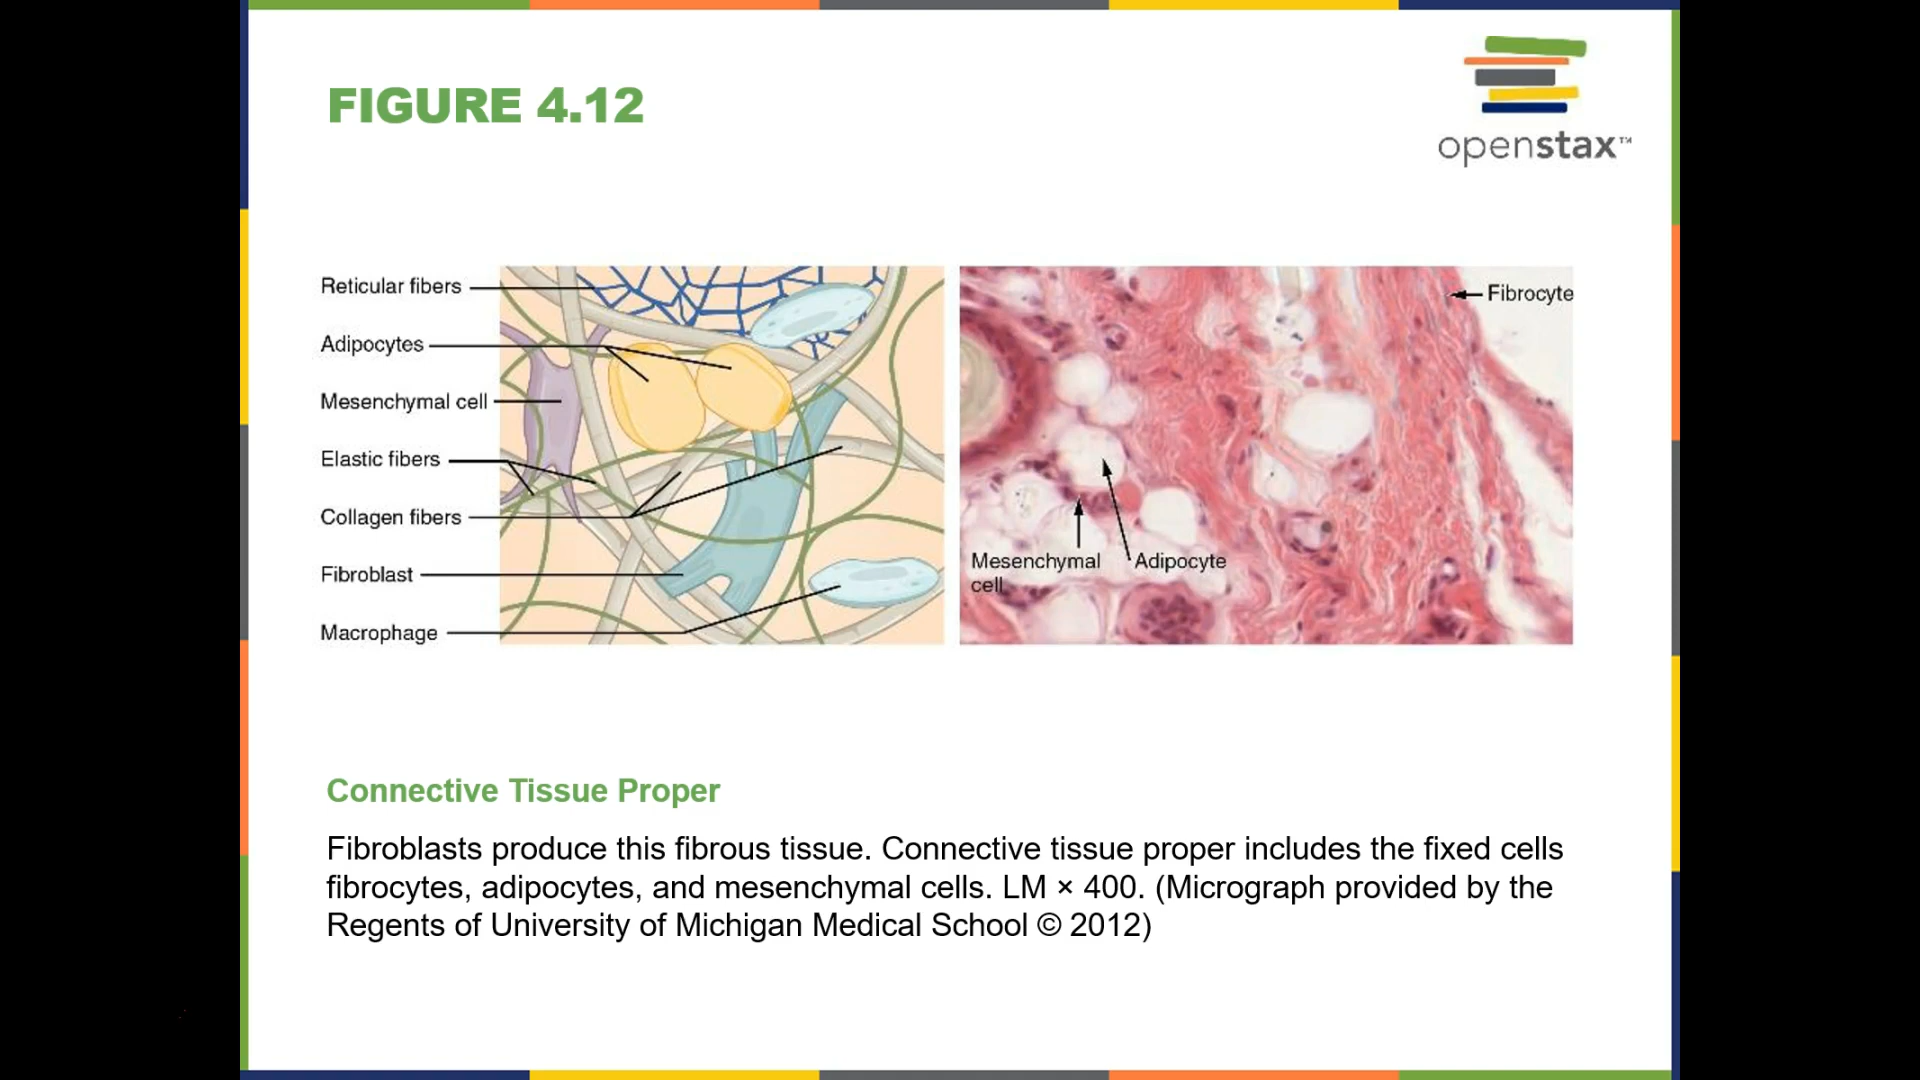 FIGURE 4.12
openstax™
Reticular fibers
Adipocytes
Mesenchymal cell
Elastic fibers
Collagen fibers
Fibroblast
Macrophage
Fibrocyte
Mesenchymal
cell
Adipocyte
Connective Tissue Proper
Fibroblasts produce this fibrous tissue. Connective tissue proper includes the fixed cells
fibrocytes, adipocytes, and mesenchymal cells. LM × 400. (Micrograph provided by the
Regents of University of Michigan Medical School © 2012)